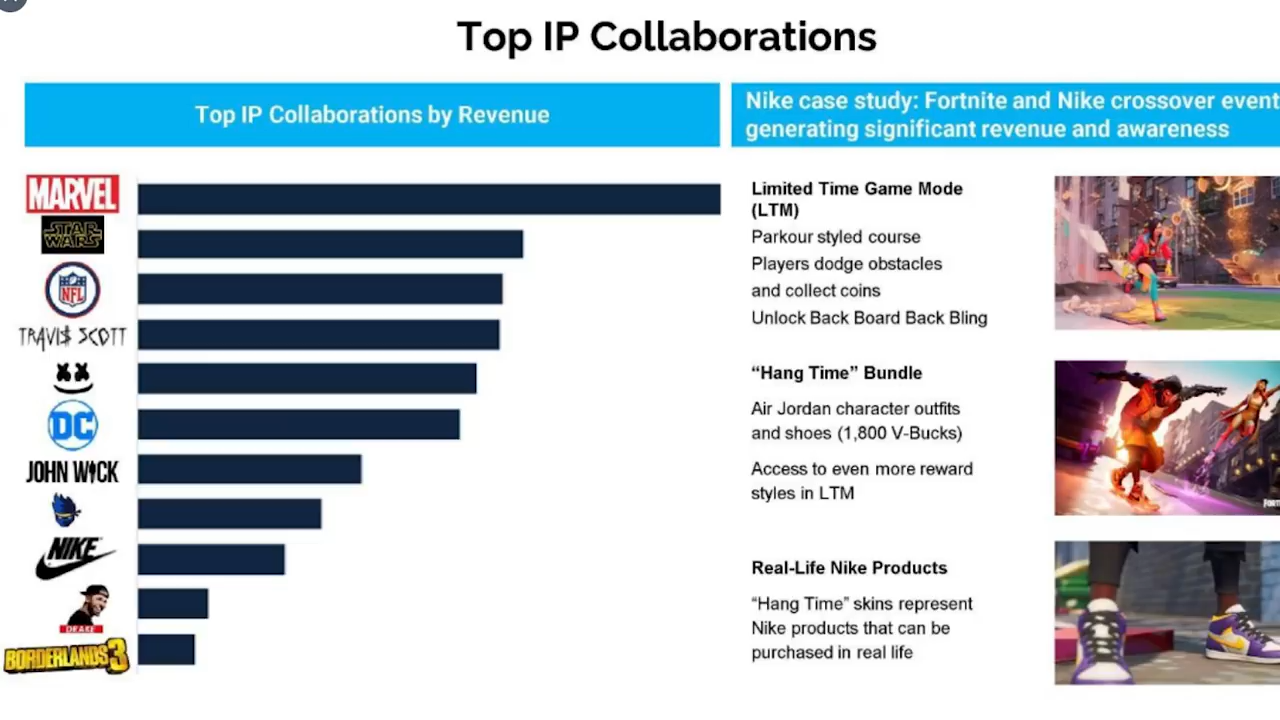 Top IP Collaborations
Top IP Collaborations by Revenue
MARVEL
STAR
WARS
NFL
TRAVI$ SCOTT
DC
JOHN WICK
NIKE
DRAKE
BORDERLANDS 3
Nike case study: Fortnite and Nike crossover event
generating significant revenue and awareness
Limited Time Game Mode
(LTM)
Parkour styled course
Players dodge obstacles
and collect coins
Unlock Back Board Back Bling
“Hang Time” Bundle
Air Jordan character outfits
and shoes (1,800 V-Bucks)
Access to even more reward
styles in LTM
Real-Life Nike Products
“Hang Time” skins represent
Nike products that can be
purchased in real life